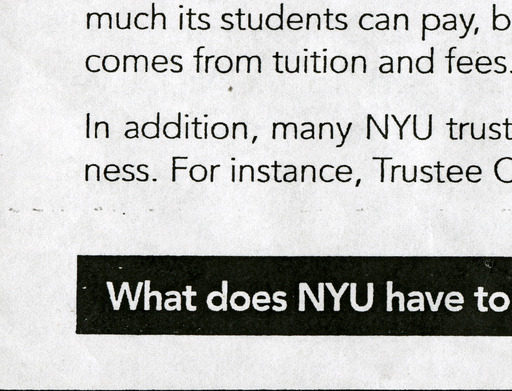 much its students can pay, b
comes from tuition and fees.
In addition, many NYU trust
ness. For instance, Trustee C
What does NYU have to